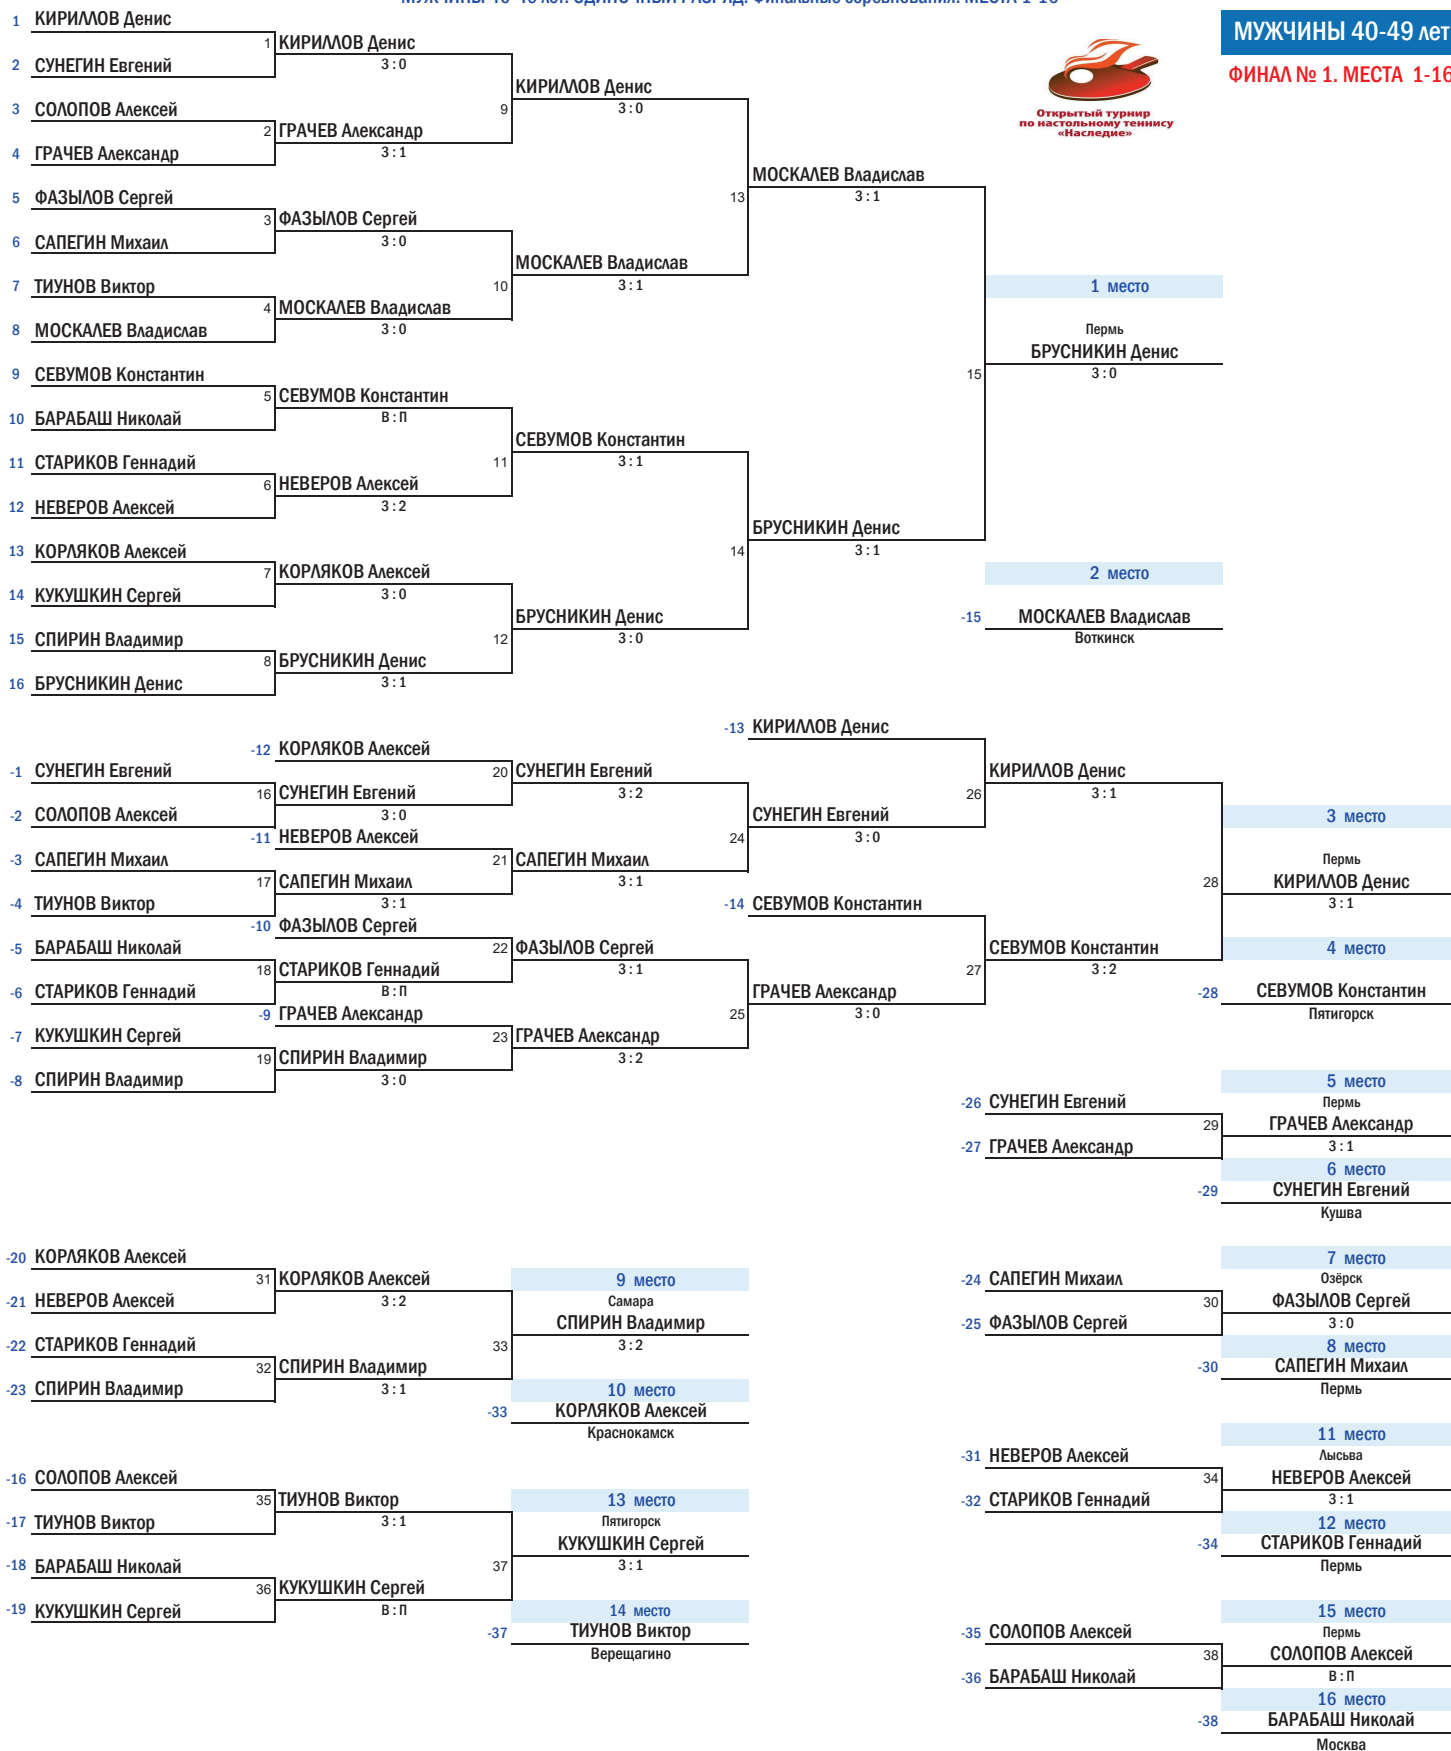 МУЖЧИНЫ 40-49 лет
ФИНАЛ № 1. МЕСТА 1-16
Открытый турнир
по настольному теннису
«Наследие»
1 КИРИЛЛОВ Денис
1 КИРИЛЛОВ Денис
2 СУНЕГИН Евгений
3 : 0
КИРИЛЛОВ Денис
3 СОЛОПОВ Алексей
9
3 : 0
2 ГРАЧЕВ Александр
4 ГРАЧЕВ Александр
3 : 1
МОСКАЛЕВ Владислав
5 ФАЗЫЛОВ Сергей
13
3 : 1
3 ФАЗЫЛОВ Сергей
6 САПЕГИН Михаил
3 : 0
МОСКАЛЕВ Владислав
7 ТИУНОВ Виктор
10
3 : 1
1 место
4 МОСКАЛЕВ Владислав
8 МОСКАЛЕВ Владислав
3 : 0
Пермь
БРУСНИКИН Денис
9 СЕВУМОВ Константин
15
3 : 0
5 СЕВУМОВ Константин
10 БАРАБАШ Николай
В : П
СЕВУМОВ Константин
11 СТАРИКОВ Геннадий
11
3 : 1
6 НЕВЕРОВ Алексей
12 НЕВЕРОВ Алексей
3 : 2
БРУСНИКИН Денис
13 КОРЛЯКОВ Алексей
14
3 : 1
7 КОРЛЯКОВ Алексей
2 место
14 КУКУШКИН Сергей
3 : 0
БРУСНИКИН Денис
-15 МОСКАЛЕВ Владислав
15 СПИРИН Владимир
12
3 : 0
Воткинск
8 БРУСНИКИН Денис
16 БРУСНИКИН Денис
3 : 1
-13 КИРИЛЛОВ Денис
-12 КОРЛЯКОВ Алексей
-1 СУНЕГИН Евгений
20 СУНЕГИН Евгений
КИРИЛЛОВ Денис
16 СУНЕГИН Евгений
3 : 2
26
3 : 1
-2 СОЛОПОВ Алексей
3 : 0
СУНЕГИН Евгений
3 место
-11 НЕВЕРОВ Алексей
24
3 : 0
-3 САПЕГИН Михаил
21 САПЕГИН Михаил
Пермь
17 САПЕГИН Михаил
3 : 1
28
КИРИЛЛОВ Денис
-4 ТИУНОВ Виктор
3 : 1
-14 СЕВУМОВ Константин
3 : 1
-10 ФАЗЫЛОВ Сергей
-5 БАРАБАШ Николай
22 ФАЗЫЛОВ Сергей
СЕВУМОВ Константин
4 место
18 СТАРИКОВ Геннадий
3 : 1
27
3 : 2
-6 СТАРИКОВ Геннадий
В : П
ГРАЧЕВ Александр
-28 СЕВУМОВ Константин
-9 ГРАЧЕВ Александр
25
3 : 0
Пятигорск
-7 КУКУШКИН Сергей
23 ГРАЧЕВ Александр
19 СПИРИН Владимир
3 : 2
-8 СПИРИН Владимир
3 : 0
5 место
-26 СУНЕГИН Евгений
Пермь
29
ГРАЧЕВ Александр
-27 ГРАЧЕВ Александр
3 : 1
6 место
-29 СУНЕГИН Евгений
Кушва
-20 КОРЛЯКОВ Алексей
7 место
31 КОРЛЯКОВ Алексей
9 место
-24 САПЕГИН Михаил
Озёрск
-21 НЕВЕРОВ Алексей
3 : 2
Самара
30
ФАЗЫЛОВ Сергей
СПИРИН Владимир
-25 ФАЗЫЛОВ Сергей
3 : 0
-22 СТАРИКОВ Геннадий
33
3 : 2
8 место
32 СПИРИН Владимир
-30 САПЕГИН Михаил
-23 СПИРИН Владимир
3 : 1
10 место
Пермь
-33 КОРЛЯКОВ Алексей
Краснокамск
11 место
-31 НЕВЕРОВ Алексей
Лысьва
-16 СОЛОПОВ Алексей
34
НЕВЕРОВ Алексей
35 ТИУНОВ Виктор
13 место
-32 СТАРИКОВ Геннадий
3 : 1
-17 ТИУНОВ Виктор
3 : 1
Пятигорск
12 место
КУКУШКИН Сергей
-34 СТАРИКОВ Геннадий
-18 БАРАБАШ Николай
37
3 : 1
Пермь
36 КУКУШКИН Сергей
-19 КУКУШКИН Сергей
В : П
14 место
15 место
-37 ТИУНОВ Виктор
-35 СОЛОПОВ Алексей
Пермь
Верещагино
38
СОЛОПОВ Алексей
-36 БАРАБАШ Николай
В : П
16 место
-38 БАРАБАШ Николай
Москва